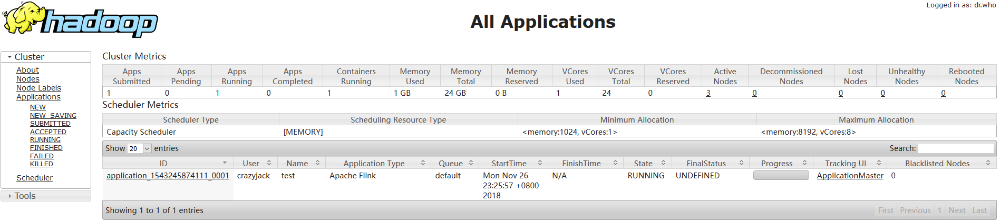 Logged in as: dr.who
hadoop
All Applications
Cluster
About
Nodes
Node Labels
Applications
NEW
NEW_SAVING
SUBMITTED
ACCEPTED
RUNNING
FINISHED
FAILED
KILLED
Scheduler
Tools
Cluster Metrics
Apps Submitted Apps Pending Apps Running Apps Completed Containers Running Memory Used Memory Total Memory Reserved VCores Used VCores Total VCores Reserved Active Nodes Decommissioned Nodes Lost Nodes Unhealthy Nodes Rebooted Nodes
1 0 1 0 1 1 GB 24 GB 0 B 1 24 0 3 0 0 0 0
Scheduler Metrics
Scheduler Type Scheduling Resource Type Minimum Allocation Maximum Allocation
Capacity Scheduler [MEMORY] <memory:1024, vCores:1> <memory:8192, vCores:8>
Show 20 entries Search:
ID User Name Application Type Queue StartTime FinishTime State FinalStatus Progress Tracking UI Blacklisted Nodes
application_1543245874111_0001 crazyjack test Apache Flink default Mon Nov 26 23:25:57 +0800 2018 N/A RUNNING UNDEFINED ApplicationMaster 0
Showing 1 to 1 of 1 entries First Previous 1 Next Last